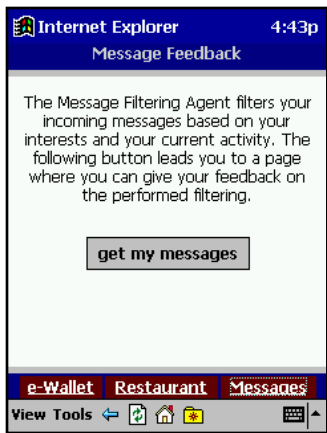 Internet Explorer 4:43p
Message Feedback
The Message Filtering Agent filters your
incoming messages based on your
interests and your current activity. The
following button leads you to a page
where you can give your feedback on
the performed filtering.
get my messages
e-Wallet Restaurant Messages
View Tools